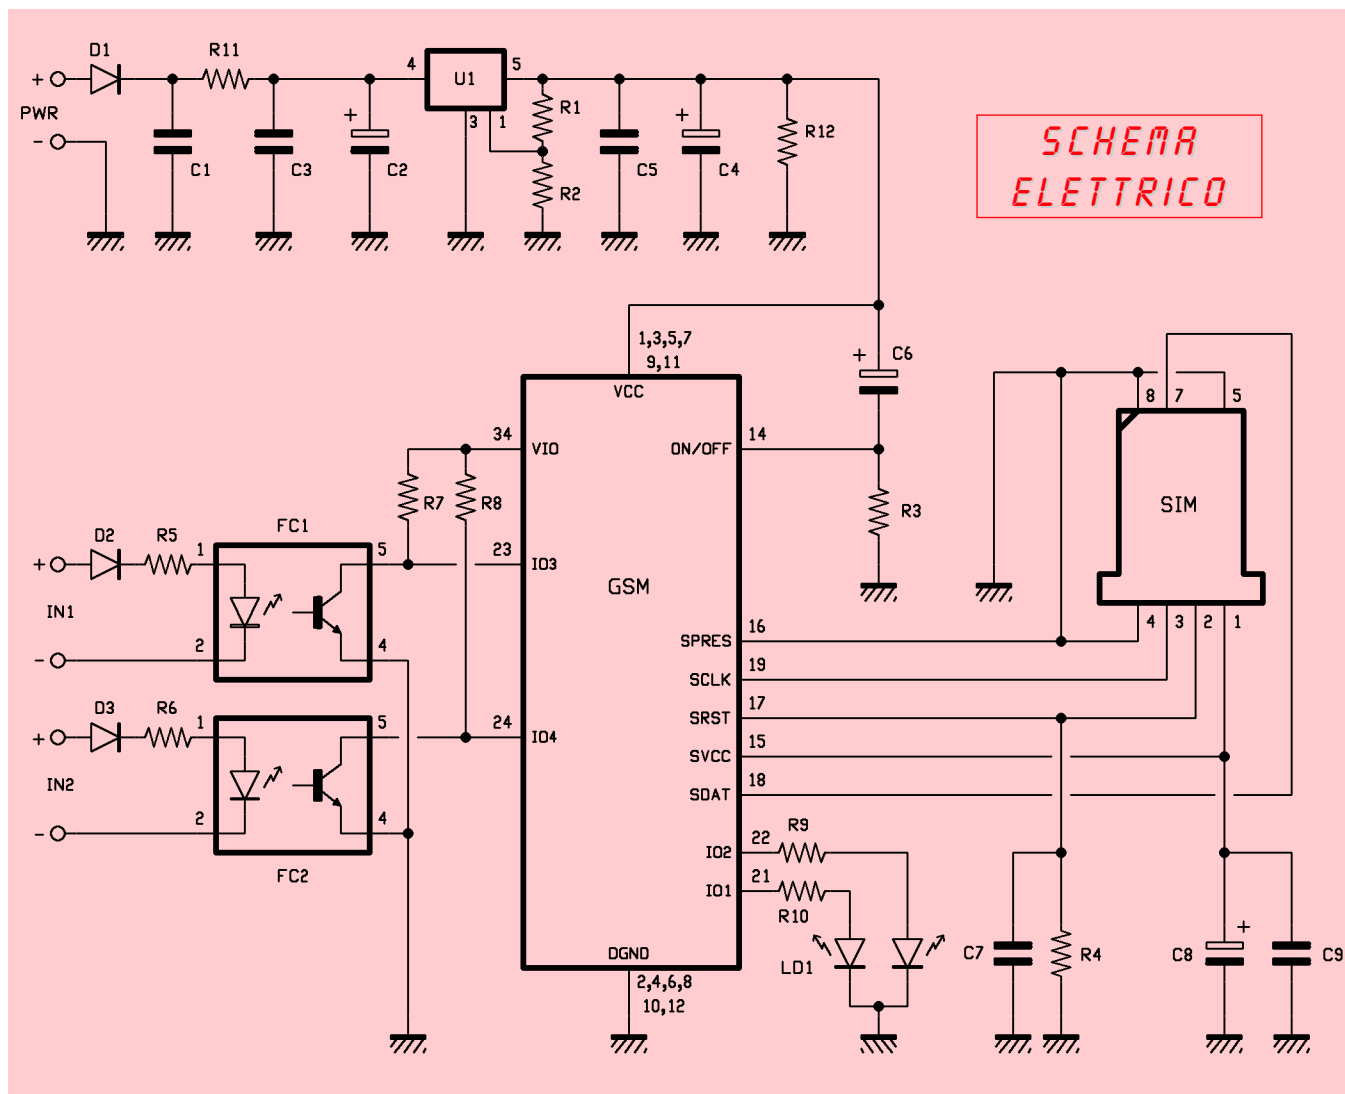 D1
R11
4
U1
5
+
PWR
-
C1
C3
+
C2
3
1
R1
R2
C5
+
C4
R12
SCHEMA
ELETTRICO
1,3,5,7
9,11
VCC
+
C6
8
7
5
34
VIO
ON/OFF
14
R7
R8
R3
SIM
FC1
D2
R5
1
5
23
IO3
+
IN1
-
2
4
GSM
SPRES
16
4
3
2
1
SCLK
19
SRST
17
SVCC
15
SDAT
18
D3
R6
1
5
24
IO4
+
IN2
-
2
4
FC2
IO2
22
R9
IO1
21
R10
LD1
DGND
2,4,6,8
10,12
C7
R4
+
C8
C9